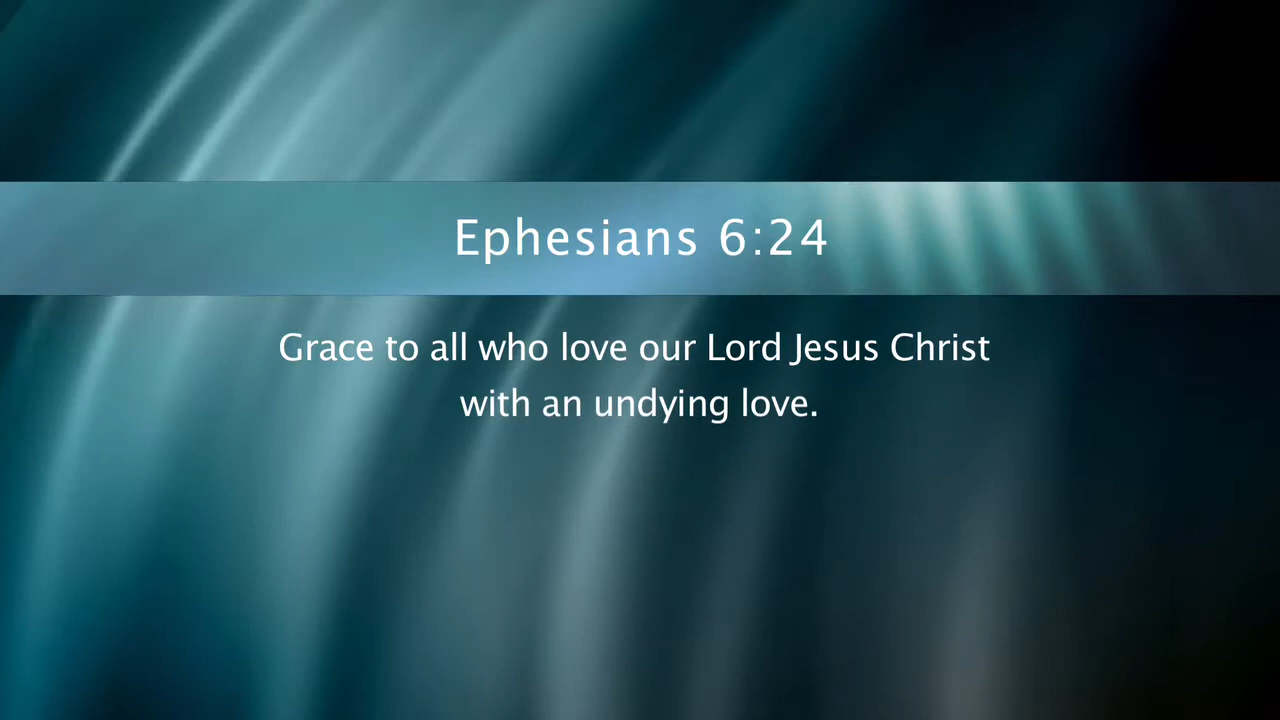 Ephesians 6:24
Grace to all who love our Lord Jesus Christ
with an undying love.